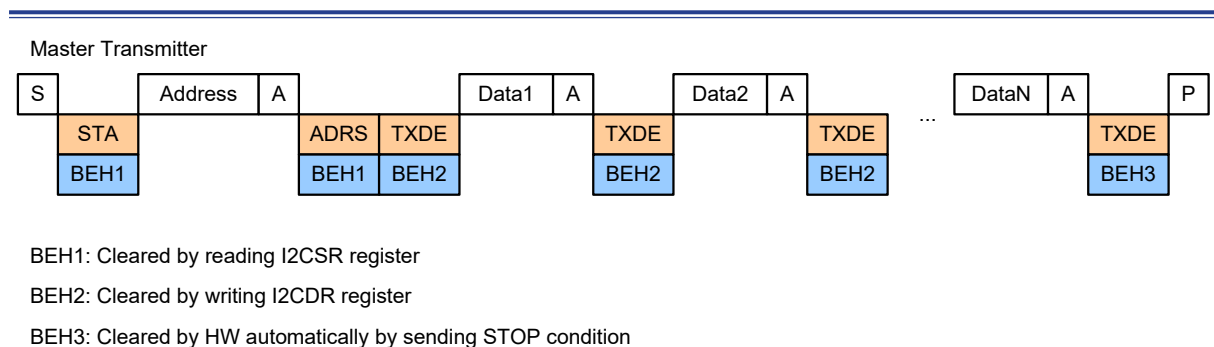 Master Transmitter
S Address A Data1 A Data2 A DataN A P
...
STA ADRS TXDE TXDE TXDE TXDE
BEH1 BEH1 BEH2 BEH2 BEH2 BEH3
BEH1: Cleared by reading I2CSR register
BEH2: Cleared by writing I2CDR register
BEH3: Cleared by HW automatically by sending STOP condition